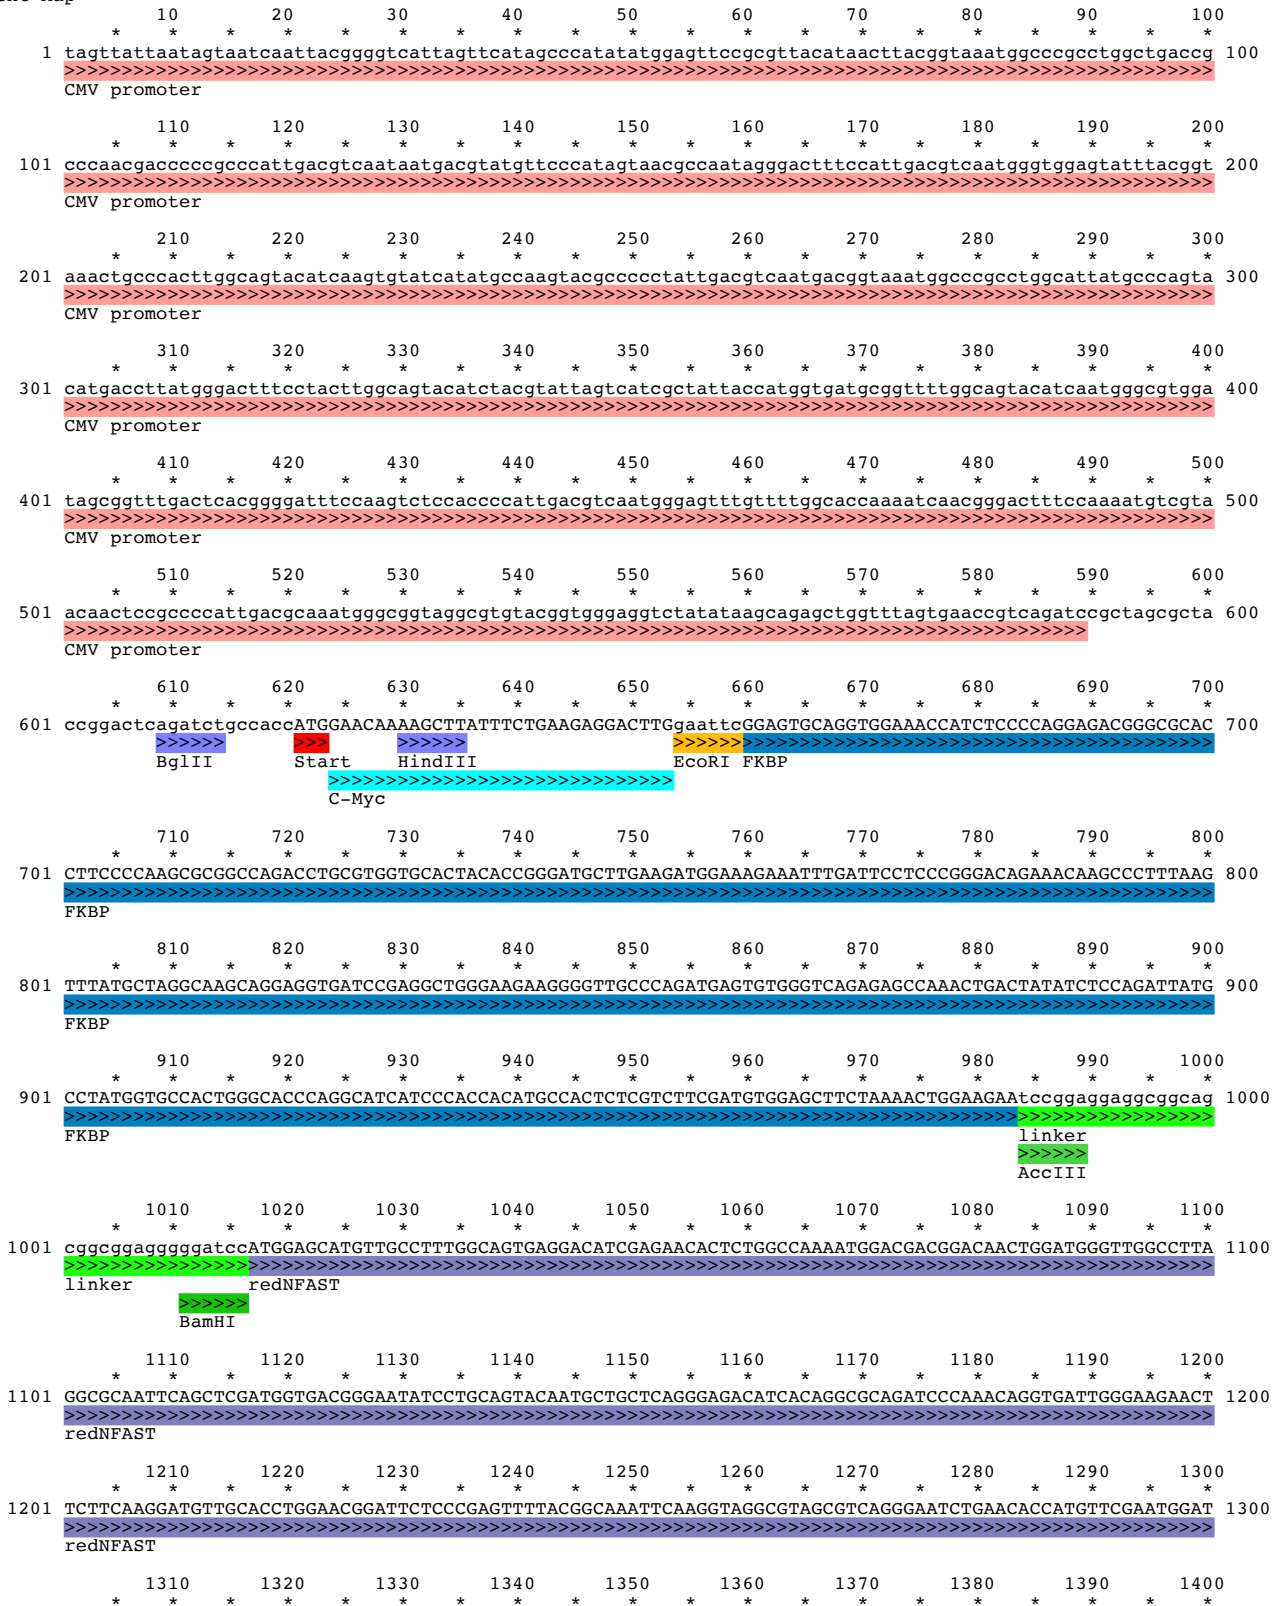 10 20 30 40 50 60 70 80 90 100
* * * * * * * * * * * * * * * * * * * *
1 tagttattaatagtaatcaattacggggtcattagttcatagcccatatatggagttccgcgttacataacttacggtaaatggcccgcctggctgaccg 100
CMV promoter
110 120 130 140 150 160 170 180 190 200
* * * * * * * * * * * * * * * * * * * *
101 cccaacgacccccgcccattgacgtcaataatgacgtatgttcccatagtaacgccaatagggactttccattgacgtcaatgggtggagtatttacggt 200
CMV promoter
210 220 230 240 250 260 270 280 290 300
* * * * * * * * * * * * * * * * * * * *
201 aaactgcccacttggcagtacatcaagtgtatcatatgccaagtacgccccctattgacgtcaatgacggtaaatggcccgcctggcattatgcccagta 300
CMV promoter
310 320 330 340 350 360 370 380 390 400
* * * * * * * * * * * * * * * * * * * *
301 catgaccttatgggactttcctacttggcagtacatctacgtattagtcatcgctattaccatggtgatgcggttttggcagtacatcaatgggcgtgga 400
CMV promoter
410 420 430 440 450 460 470 480 490 500
* * * * * * * * * * * * * * * * * * * *
401 tagcggtttgactcacggggatttccaagtctccaccccattgacgtcaatgggagtttgttttggcaccaaaatcaacgggactttccaaaatgtcgta 500
CMV promoter
510 520 530 540 550 560 570 580 590 600
* * * * * * * * * * * * * * * * * * * *
501 acaactccgccccattgacgcaaatgggcggtaggcgtgtacggtgggaggtctatataagcagagctggtttagtgaaccgtcagatccgctagcgcta 600
CMV promoter
610 620 630 640 650 660 670 680 690 700
* * * * * * * * * * * * * * * * * * * *
601 ccggactcagatctgccaccATGGAACAAAAGCTTATTTCTGAAGAGGACTTGgaattcGGAGTGCAGGTGGAAACCATCTCCCCAGGAGACGGGCGCAC 700
BglII Start HindIII EcoRI FKBP
C-Myc
710 720 730 740 750 760 770 780 790 800
* * * * * * * * * * * * * * * * * * * *
701 CTTCCCCAAGCGCGGCCAGACCTGCGTGGTGCACTACACCGGGATGCTTGAAGATGGAAAGAAATTTGATTCCTCCCGGGACAGAAACAAGCCCTTTAAG 800
FKBP
810 820 830 840 850 860 870 880 890 900
* * * * * * * * * * * * * * * * * * * *
801 TTTATGCTAGGCAAGCAGGAGGTGATCCGAGGCTGGGAAGAAGGGGTTGCCCAGATGAGTGTGGGTCAGAGAGCCAAACTGACTATATCTCCAGATTATG 900
FKBP
910 920 930 940 950 960 970 980 990 1000
* * * * * * * * * * * * * * * * * * * *
901 CCTATGGTGCCACTGGGCACCCAGGCATCATCCCACCACATGCCACTCTCGTCTTCGATGTGGAGCTTCTAAAACTGGAAGAAtccggaggaggcggcag 1000
FKBP linker
AccIII
1010 1020 1030 1040 1050 1060 1070 1080 1090 1100
* * * * * * * * * * * * * * * * * * * *
1001 cggcggagggggatccATGGAGCATGTTGCCTTTGGCAGTGAGGACATCGAGAACACTCTGGCCAAAATGGACGACGGACAACTGGATGGGTTGGCCTTA 1100
linker redNFAST
BamHI
1110 1120 1130 1140 1150 1160 1170 1180 1190 1200
* * * * * * * * * * * * * * * * * * * *
1101 GGCGCAATTCAGCTCGATGGTGACGGGAATATCCTGCAGTACAATGCTGCTCAGGGAGACATCACAGGCGCAGATCCCAAACAGGTGATTGGGAAGAACT 1200
redNFAST
1210 1220 1230 1240 1250 1260 1270 1280 1290 1300
* * * * * * * * * * * * * * * * * * * *
1201 TCTTCAAGGATGTTGCACCTGGAACGGATTCTCCCGAGTTTTACGGCAAATTCAAGGTAGGCGTAGCGTCAGGGAATCTGAACACCATGTTCGAATGGAT 1300
redNFAST
1310 1320 1330 1340 1350 1360 1370 1380 1390 1400
* * * * * * * * * * * * * * * * * * * *